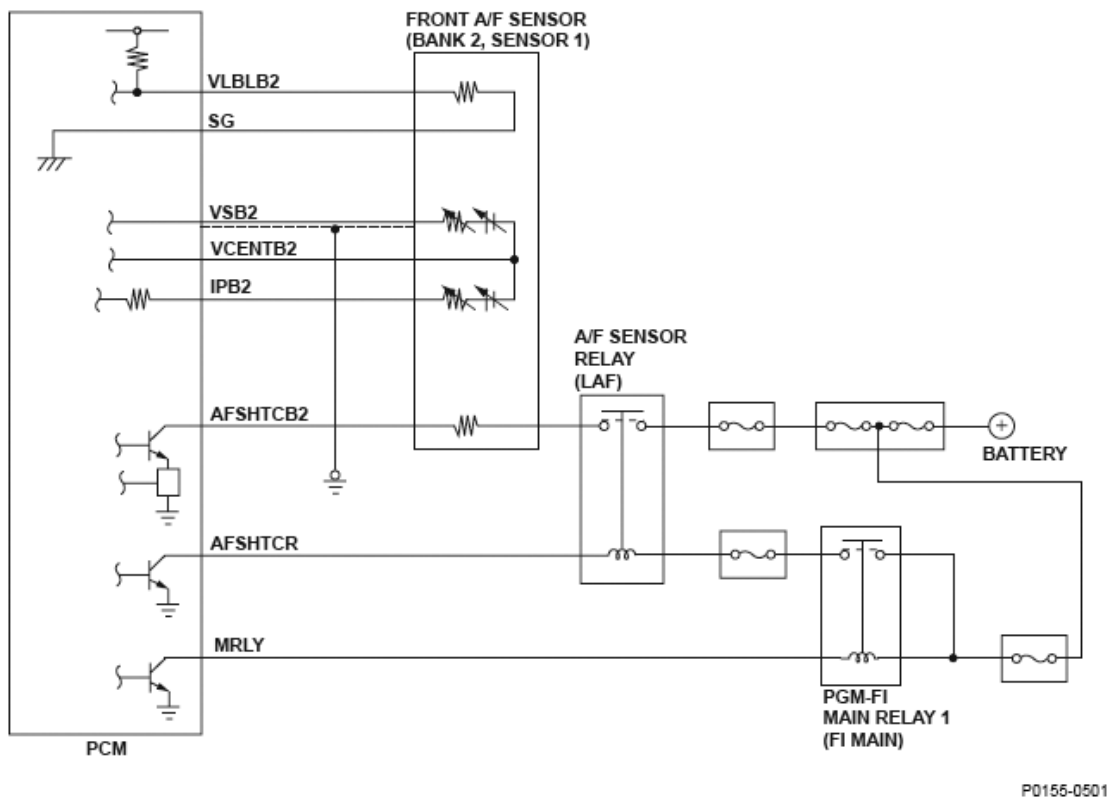 FRONT A/F SENSOR
(BANK 2, SENSOR 1)
VLBLB2
SG
VSB2
VCENTB2
IPB2
A/F SENSOR
RELAY
(LAF)
AFSHTCB2
+
BATTERY
AFSHTCR
MRLY
PGM-FI
MAIN RELAY 1
(FI MAIN)
PCM
P0155-0501